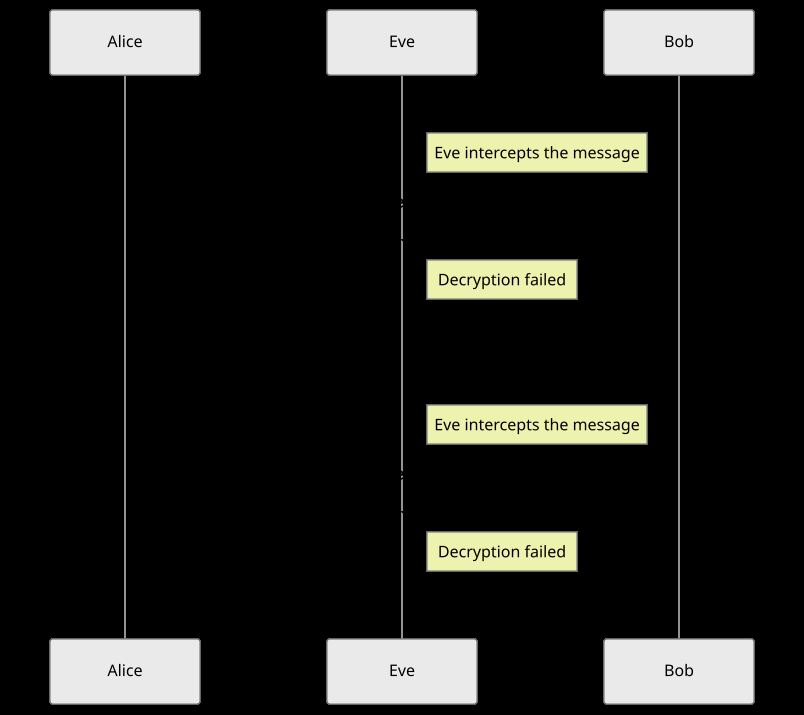 Alice
Eve
Bob
Eve intercepts the message
Decryption failed
Eve intercepts the message
Decryption failed
Alice
Eve
Bob